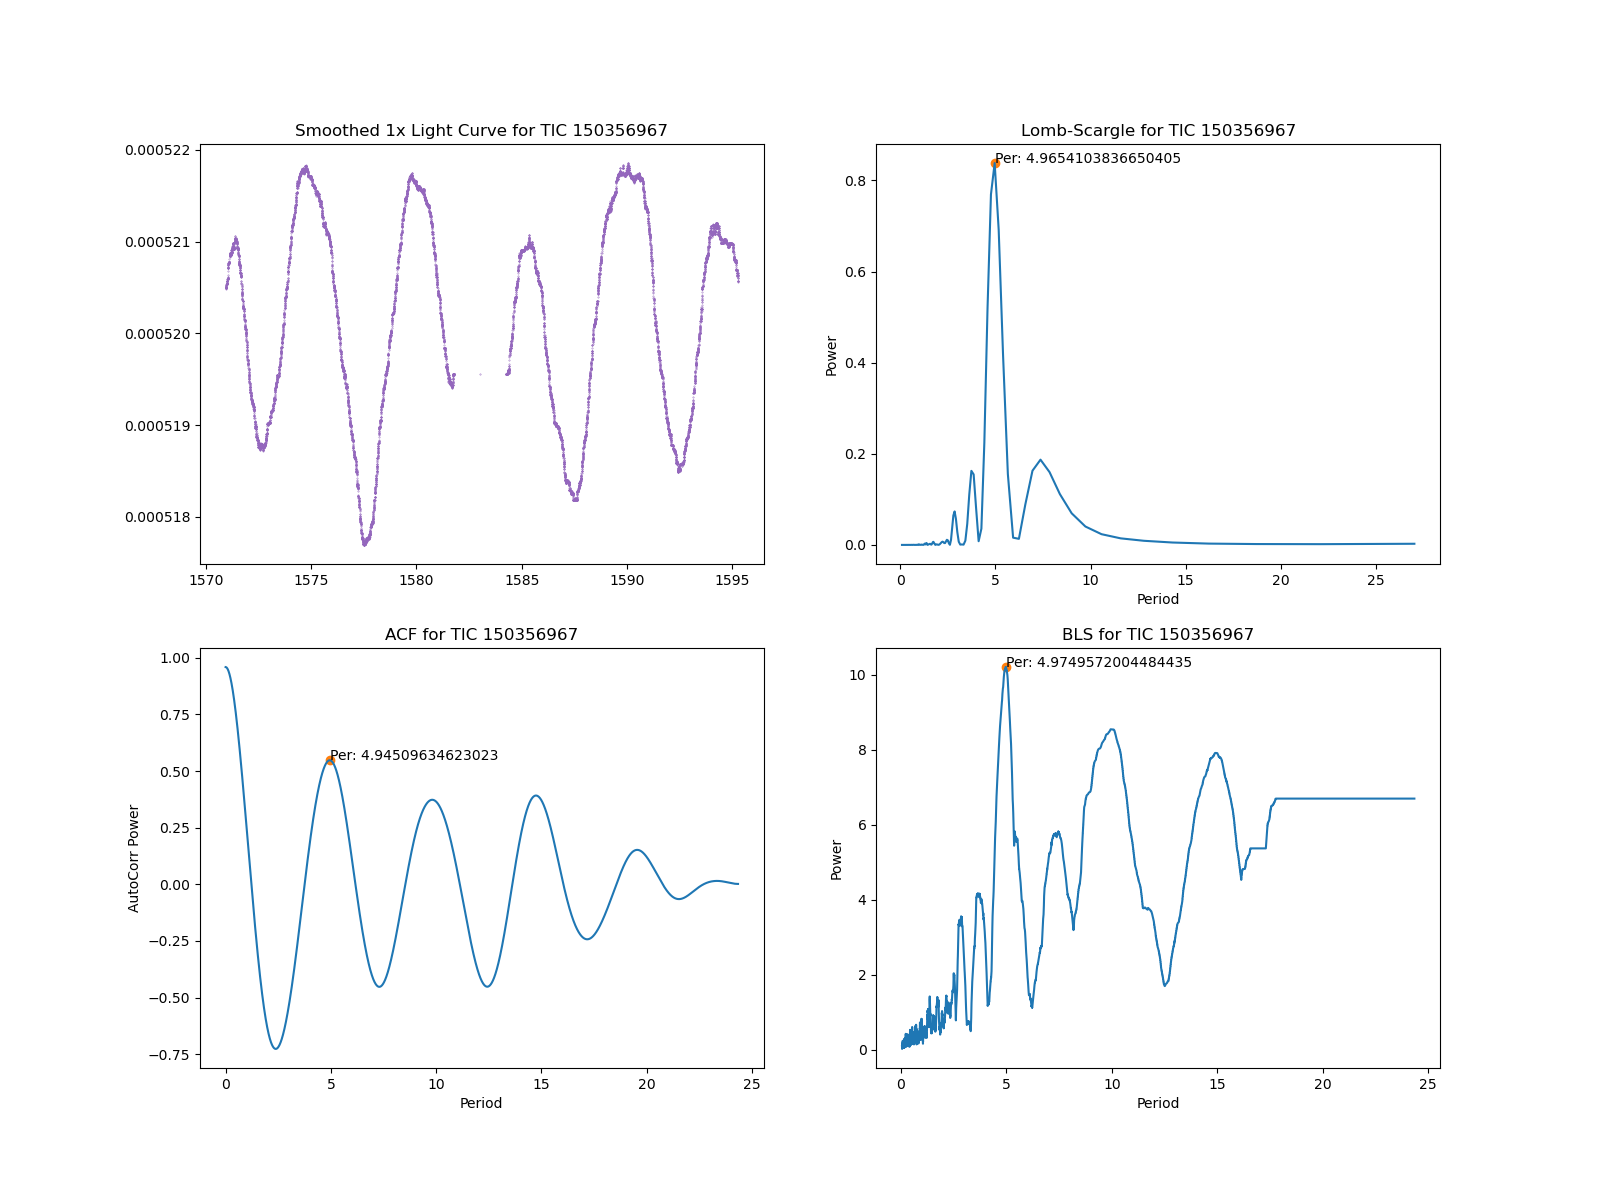 Smoothed 1x Light Curve for TIC 150356967
0.000522
0.000521
0.000520
0.000519
0.000518
1570 1575 1580 1585 1590 1595
Lomb-Scargle for TIC 150356967
Per: 4.9654103836650405
Power
0.8
0.6
0.4
0.2
0.0
0 5 10 15 20 25
Period
ACF for TIC 150356967
Per: 4.94509634623023
AutoCorr Power
1.00
0.75
0.50
0.25
0.00
−0.25
−0.50
−0.75
0 5 10 15 20 25
Period
BLS for TIC 150356967
Per: 4.9749572004484435
Power
10
8
6
4
2
0
0 5 10 15 20 25
Period